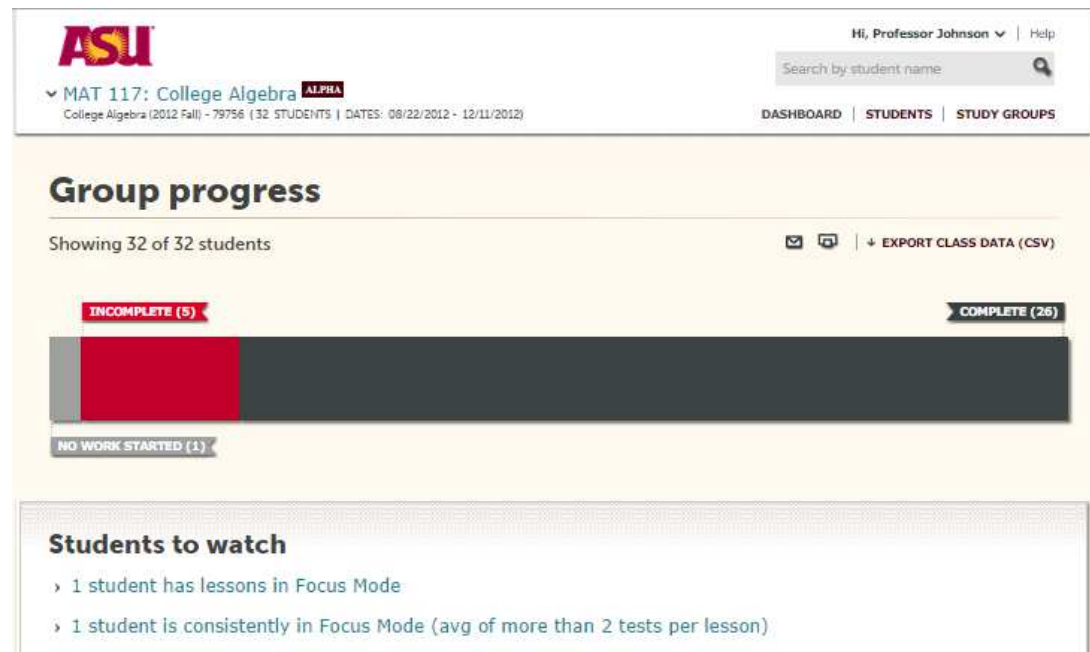 ASU
Hi, Professor Johnson | Help
Search by student name
MAT 117: College Algebra ALPHA
College Algebra (2012 Fall) - 79756 (32 STUDENTS | DATES: 08/22/2012 - 12/11/2012)
DASHBOARD | STUDENTS | STUDY GROUPS
Group progress
Showing 32 of 32 students
EXPORT CLASS DATA (CSV)
INCOMPLETE (5)
COMPLETE (26)
NO WORK STARTED (1)
Students to watch
› 1 student has lessons in Focus Mode
› 1 student is consistently in Focus Mode (avg of more than 2 tests per lesson)